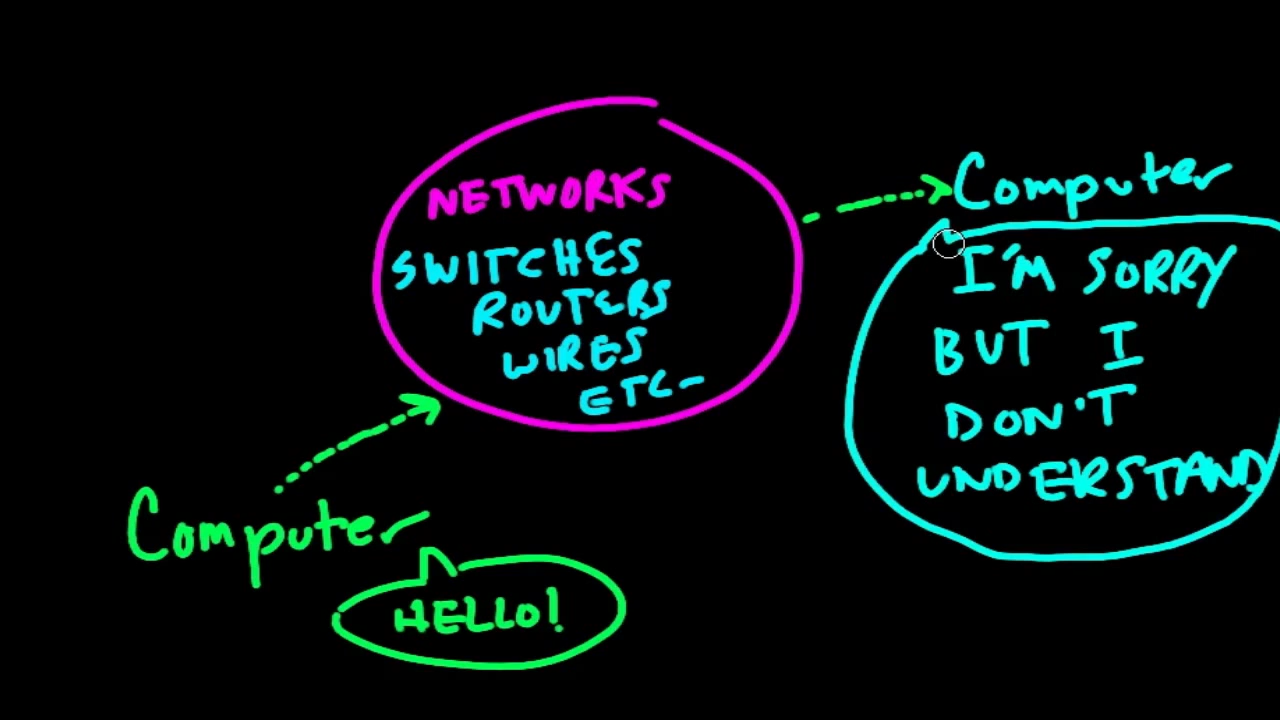 NETWORKS
SWITCHES
ROUTERS
WIRES
ETC-
Computer
I'M SORRY
BUT I
DON'T
UNDERSTAND
Computer
HELLO!